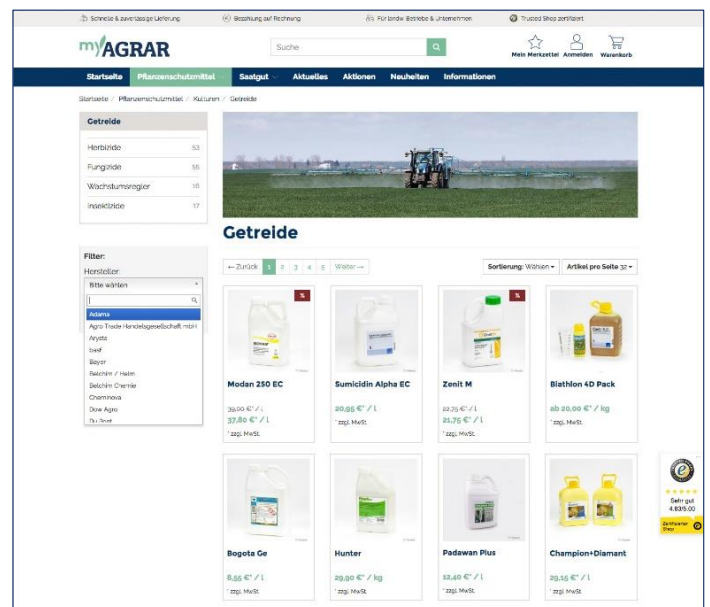 Schnelle & zuverlässige Lieferung
Bezahlung auf Rechnung
Für landw. Betriebe & Unternehmen
Trusted Shop zertifiziert
myAGRAR
Suche
Mein Merkzettel
Anmelden
Warenkorb
Startseite
Pflanzenschutzmittel
Saatgut
Aktuelles
Aktionen
Neuheiten
Informationen
Startseite / Pflanzenschutzmittel / Kulturen / Getreide
Getreide
Herbizide 53
Fungizide 55
Wachstumsregler 16
Insektizide 17
Getreide
Filter:
Hersteller:
Bitte wählen
Adama
Agro Trade Handelsgesellschaft mbH
Arysta
basf
Bayer
Belchim / Helm
Belchim Chemie
Cheminova
Dow Agro
Du Pont
← Zurück 1 2 3 4 5 Weiter →
Sortierung: Wählen
Artikel pro Seite 32
%
Modan 250 EC
39,00 €* / l
37,80 €* / l
* zzgl. MwSt.
Sumicidin Alpha EC
20,95 €* / l
* zzgl. MwSt.
%
Zenit M
22,75 €* / l
21,75 €* / l
* zzgl. MwSt.
Biathlon 4D Pack
ab 20,00 €* / kg
* zzgl. MwSt.
Bogota Ge
8,55 €* / l
* zzgl. MwSt.
Hunter
29,90 €* / kg
* zzgl. MwSt.
Padawan Plus
12,40 €* / l
* zzgl. MwSt.
Champion+Diamant
29,15 €* / l
* zzgl. MwSt.
Sehr gut
4.83/5.00
Zertifizierter
Shop